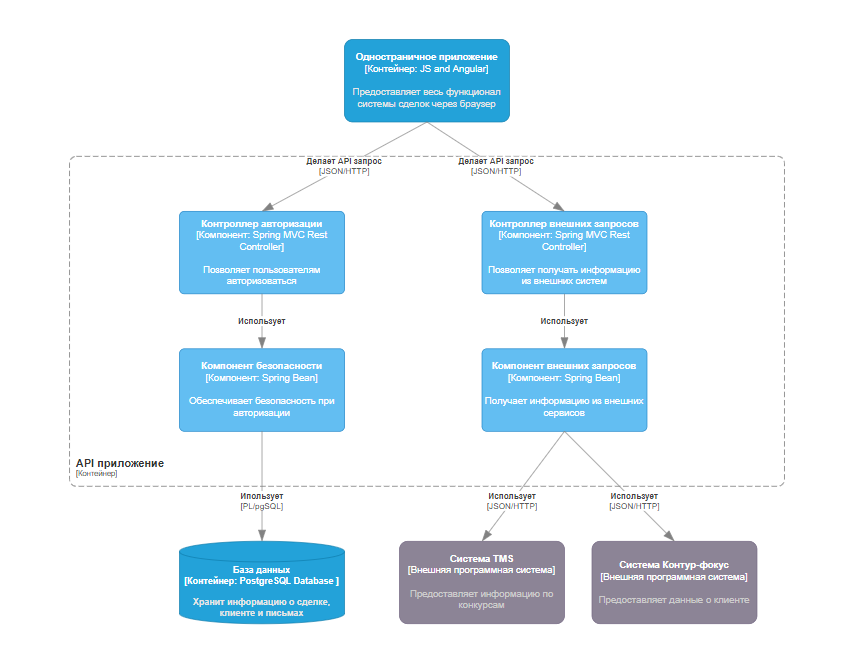 Одностраничное приложение
[Контейнер: JS and Angular]
Предоставляет весь функционал
системы сделок через браузер
Делает API запрос
[JSON/HTTP]
Делает API запрос
[JSON/HTTP]
Контроллер авторизации
[Компонент: Spring MVC Rest
Controller]
Позволяет пользователям
авторизоваться
Контроллер внешних запросов
[Компонент: Spring MVC Rest
Controller]
Позволяет получать информацию
из внешних систем
Использует
Использует
Компонент безопасности
[Компонент: Spring Bean]
Обеспечивает безопасность при
авторизации
Компонент внешних запросов
[Компонент: Spring Bean]
Получает информацию из внешних
сервисов
API приложение
[Контейнер]
Ипользует
[PL/pgSQL]
Использует
[JSON/HTTP]
Использует
[JSON/HTTP]
База данных
[Контейнер: PostgreSQL Database ]
Хранит информацию о сделке,
клиенте и письмах
Система TMS
[Внешняя программная система]
Предоставляет информацию по
конкурсам
Система Контур-фокус
[Внешняя программная система]
Предоставляет данные о клиенте